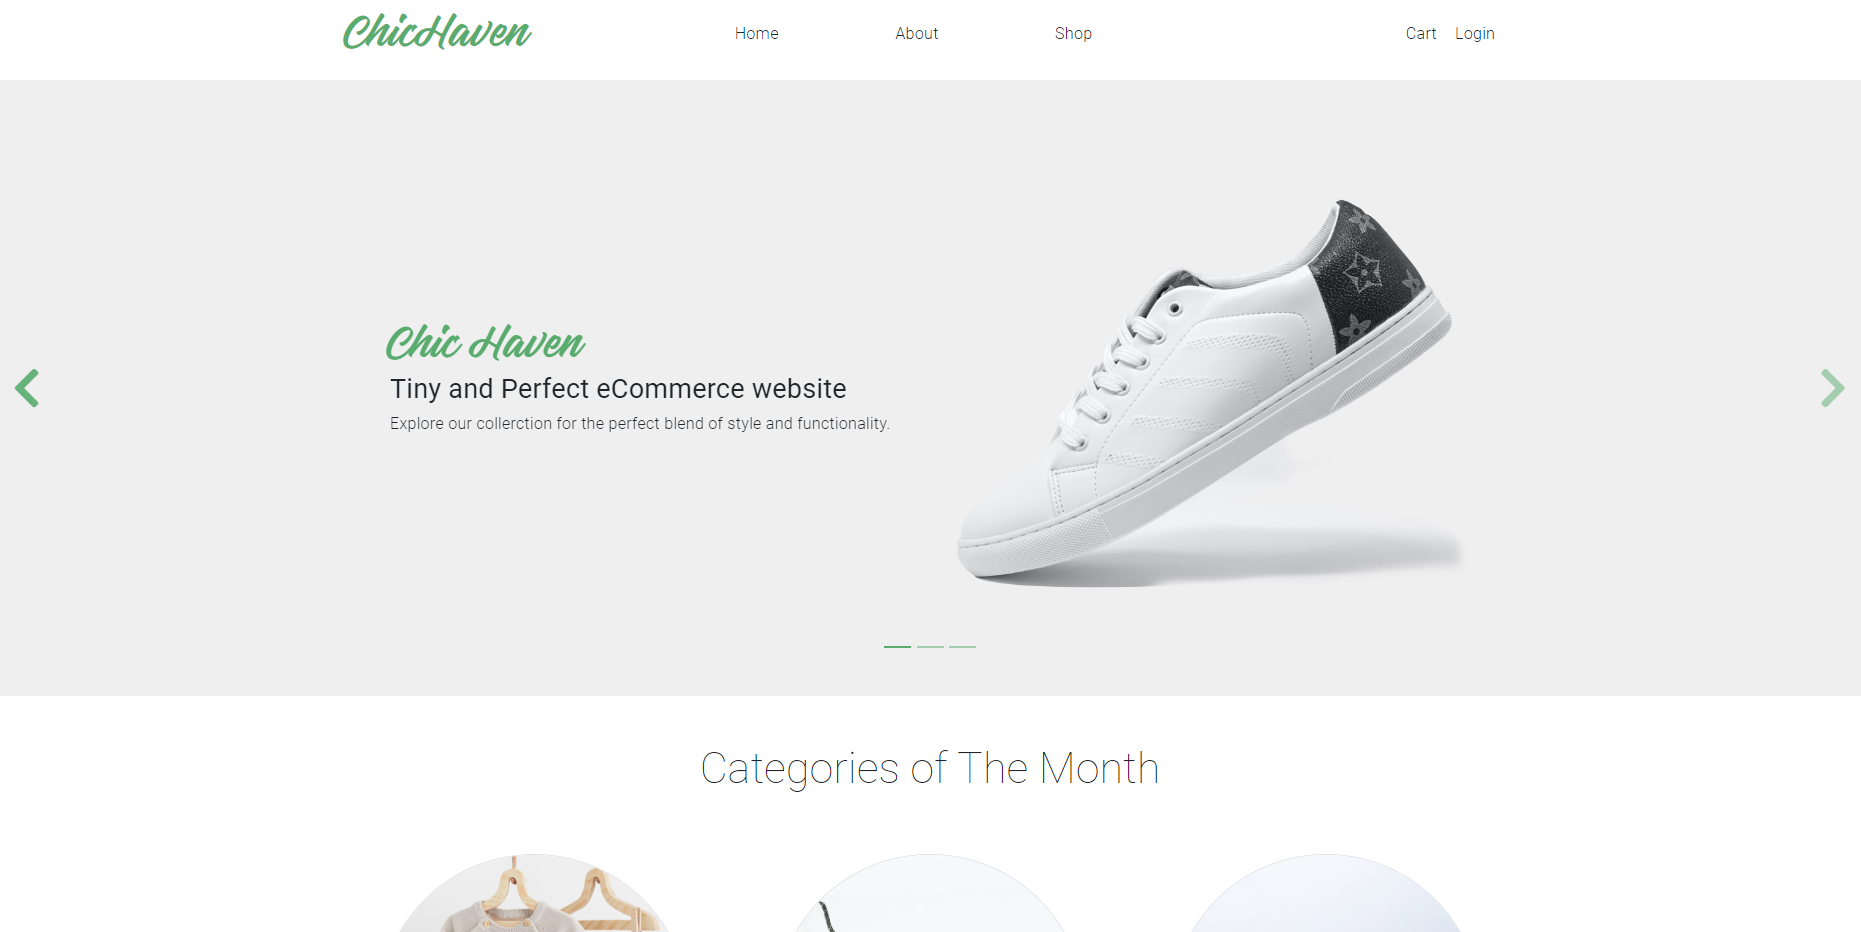 ChicHaven
Home
About
Shop
Cart
Login
Chic Haven
Tiny and Perfect eCommerce website
Explore our collerction for the perfect blend of style and functionality.
Categories of The Month